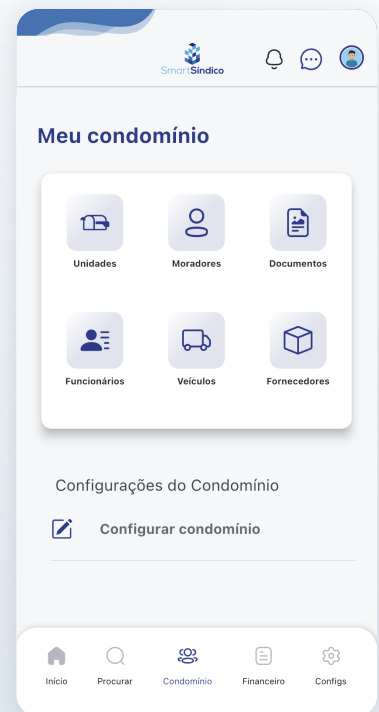 SmartSíndico
Meu condomínio
Unidades
Moradores
Documentos
Funcionários
Veículos
Fornecedores
Configurações do Condomínio
Configurar condomínio
Início
Procurar
Condomínio
Financeiro
Configs